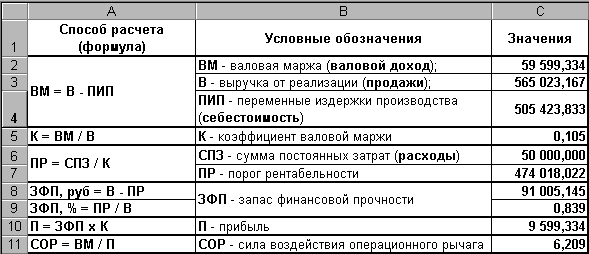 A B C
1 Способ расчета (формула) Условные обозначения Значения
2 ВМ = В - ПИП ВМ - валовая маржа (валовой доход); 59 599,334
3 В - выручка от реализации (продажи); 565 023,167
4 ПИП - переменные издержки производства (себестоимость) 505 423,833
5 К = ВМ / В К - коэффициент валовой маржи 0,105
6 ПР = СПЗ / К СПЗ - сумма постоянных затрат (расходы) 50 000,000
7 ПР - порог рентабельности 474 018,022
8 ЗФП, руб = В - ПР ЗФП - запас финансовой прочности 91 005,145
9 ЗФП, % = ПР / В 0,839
10 П = ЗФП х К П - прибыль 9 599,334
11 СОР = ВМ / П СОР - сила воздействия операционного рычага 6,209